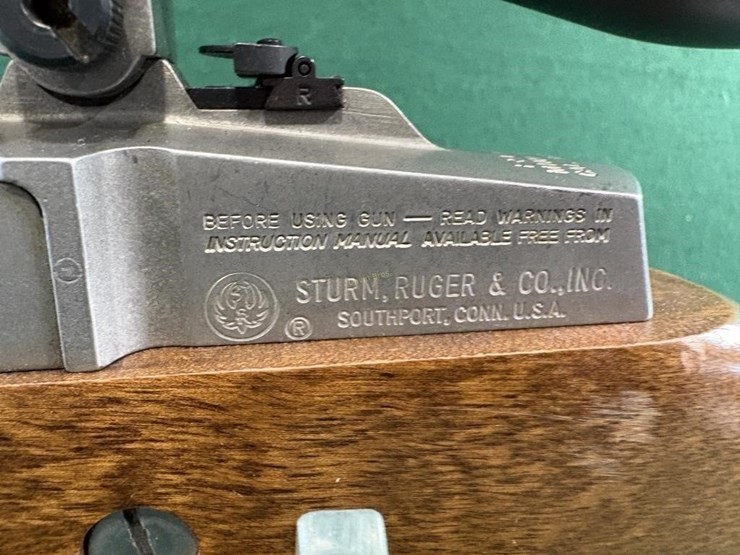 R
BEFORE USING GUN — READ WARNINGS IN
INSTRUCTION MANUAL AVAILABLE FREE FROM
STURM, RUGER & CO., INC.
® SOUTHPORT, CONN. U.S.A.